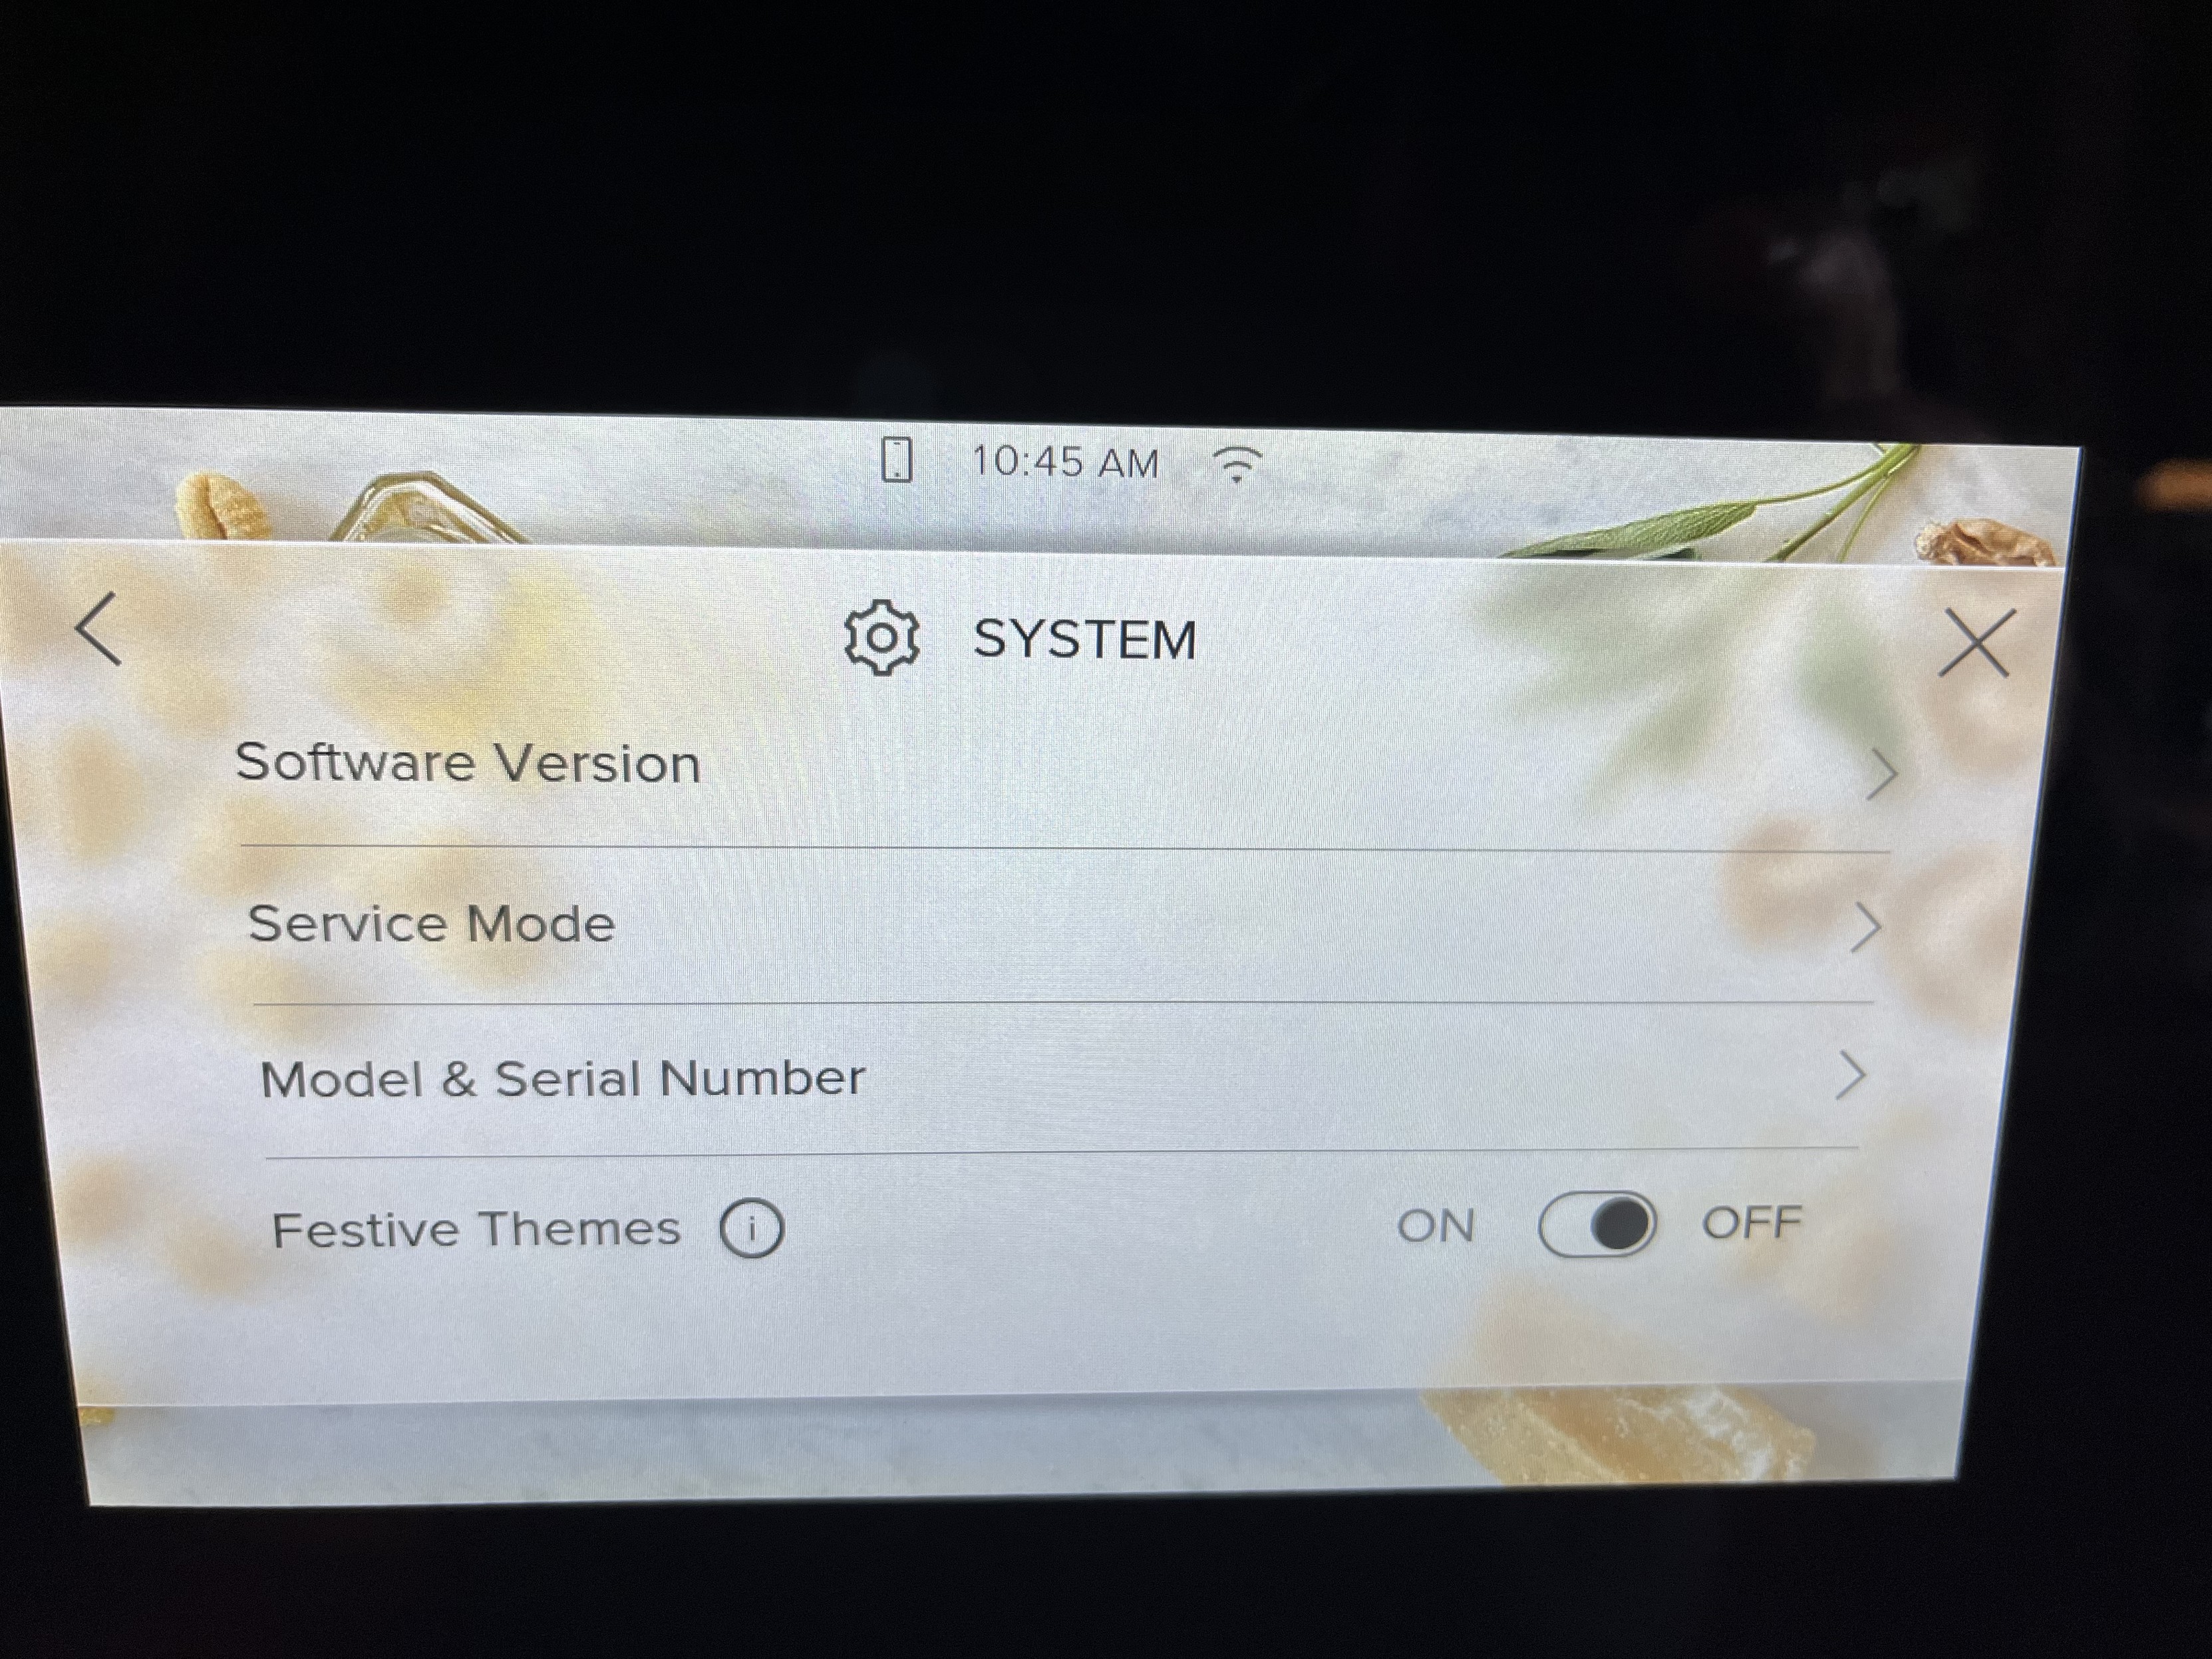 10:45 AM
SYSTEM
Software Version
Service Mode
Model & Serial Number
Festive Themes i ON OFF